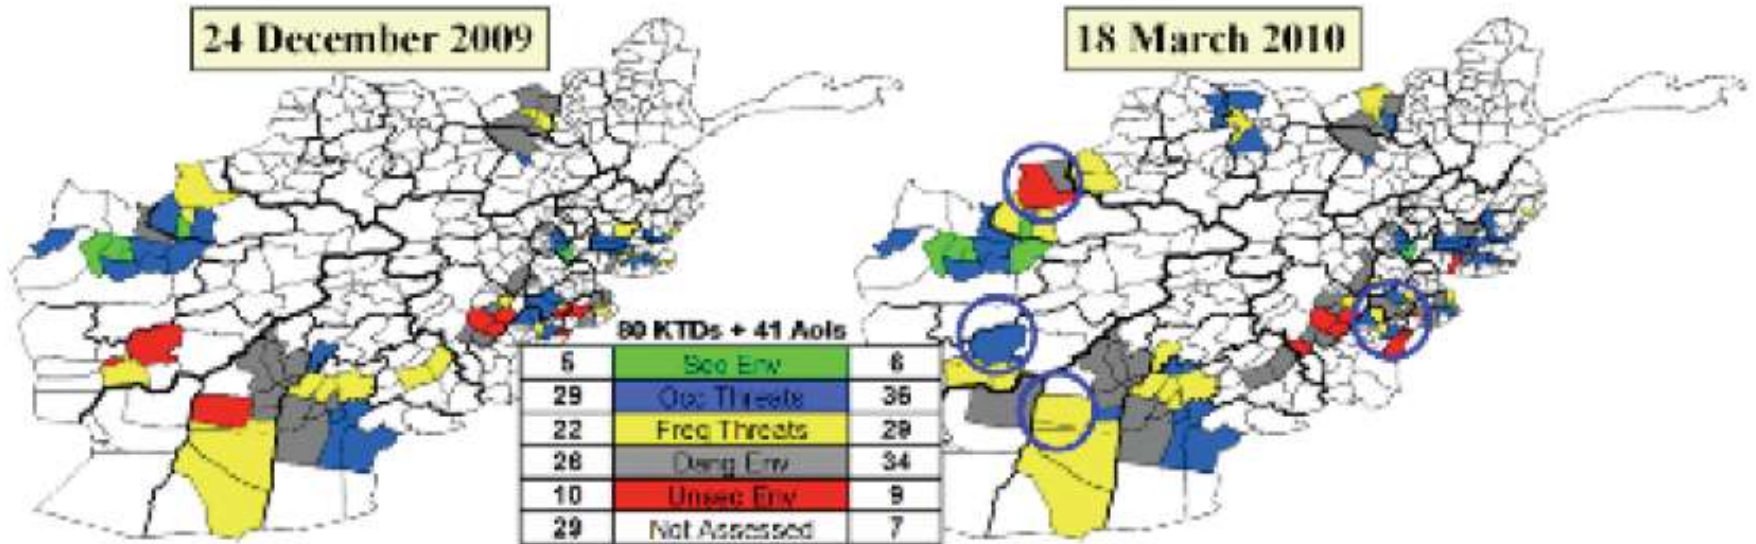 24 December 2009
18 March 2010
80 KTDs + 41 AoIs
5 Sec Env 6
29 Occ Threats 36
22 Freq Threats 29
26 Dang Env 34
10 Unsec Env 9
29 Not Assessed 7